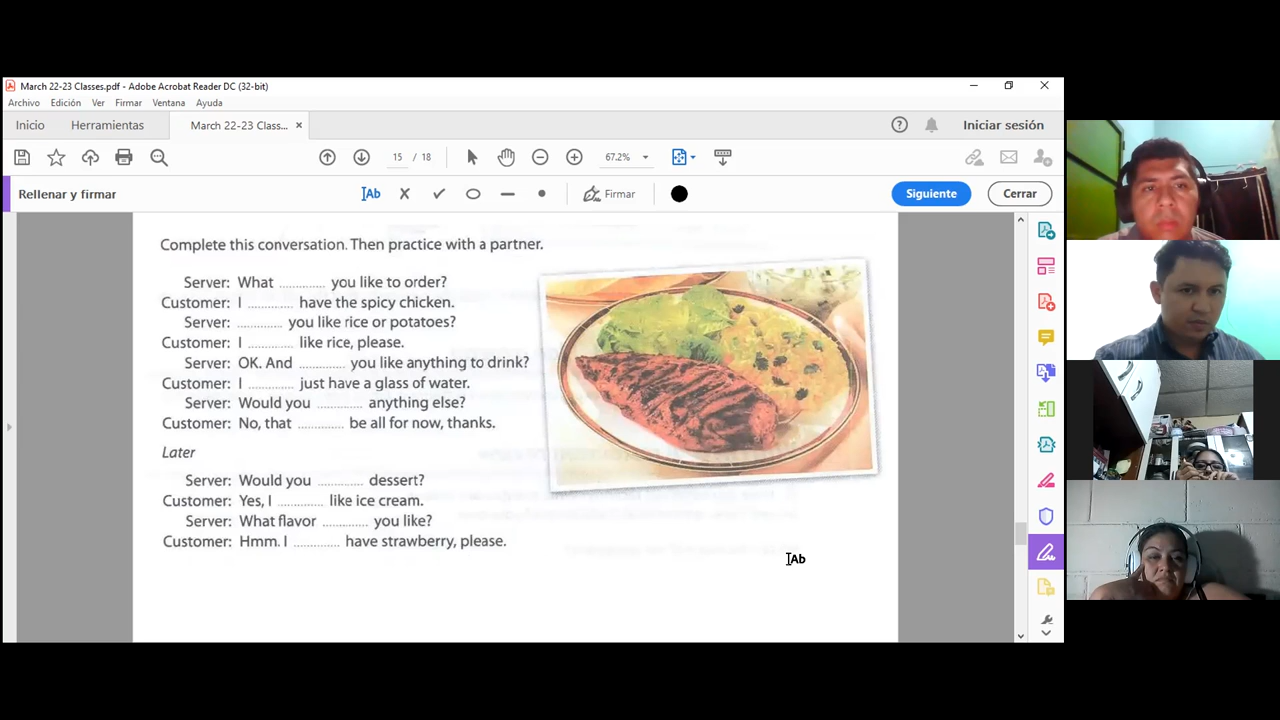 March 22-23 Classes.pdf - Adobe Acrobat Reader DC (32-bit)
Archivo Edición Ver Firmar Ventana Ayuda
Inicio Herramientas March 22-23 Class... × Iniciar sesión
15 / 18 67.2%
Rellenar y firmar Ab Firmar Siguiente Cerrar
Complete this conversation. Then practice with a partner.
Server: What ............ you like to order?
Customer: I ............ have the spicy chicken.
Server: ............ you like rice or potatoes?
Customer: I ............ like rice, please.
Server: OK. And ............ you like anything to drink?
Customer: I ............ just have a glass of water.
Server: Would you ............ anything else?
Customer: No, that ............ be all for now, thanks.
Later
Server: Would you ............ dessert?
Customer: Yes, I ............ like ice cream.
Server: What flavor ............ you like?
Customer: Hmm. I ............ have strawberry, please.
Ab